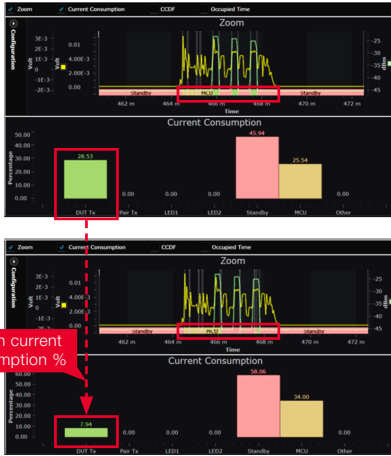 Zoom Current Consumption CCDF Occupied Time
Zoom
Configuration
Volt
3E-3
2E-3
1E-3
0
-1E-3
-2E-3
Volt
0.01
4.00E-3
2.00E-3
0.00
-25
-30
-35
-40
-45
dBm
Standby MCU Standby
462 m 464 m 466 m 468 m 470 m 472 m
Time
Current Consumption
Percentage
50.00
40.00
30.00
20.00
10.00
0.00
28.53 0.00 0.00 0.00 45.94 25.54 0.00
DUT Tx Pair Tx LED1 LED2 Standby MCU Other
Zoom Current Consumption CCDF Occupied Time
Zoom
Configuration
Volt
3E-3
2E-3
1E-3
0
-1E-3
-2E-3
Volt
0.01
4.00E-3
2.00E-3
0.00
-25
-30
-35
-40
-45
dBm
Standby MCU Standby
462 m 464 m 466 m 468 m 470 m 472 m
Time
n current
mption %
Current Consumption
Percentage
60.00
50.00
40.00
30.00
20.00
10.00
0.00
7.94 0.00 0.00 0.00 58.06 34.00 0.00
DUT Tx Pair Tx LED1 LED2 Standby MCU Other